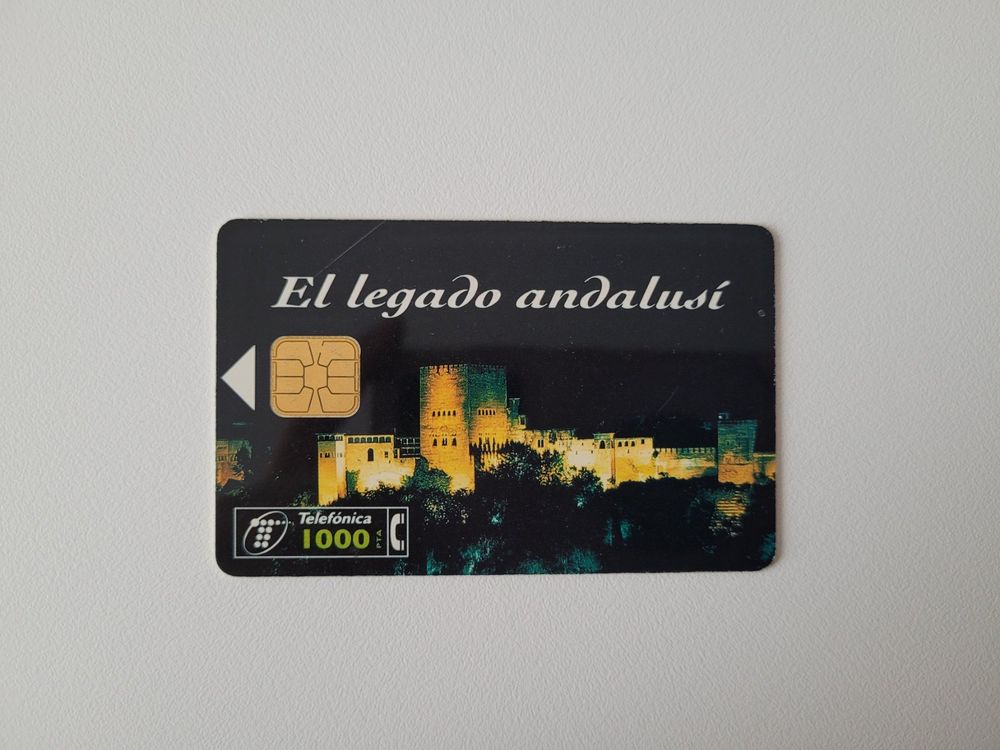 El legado andalusí
Telefónica
1000 PTA